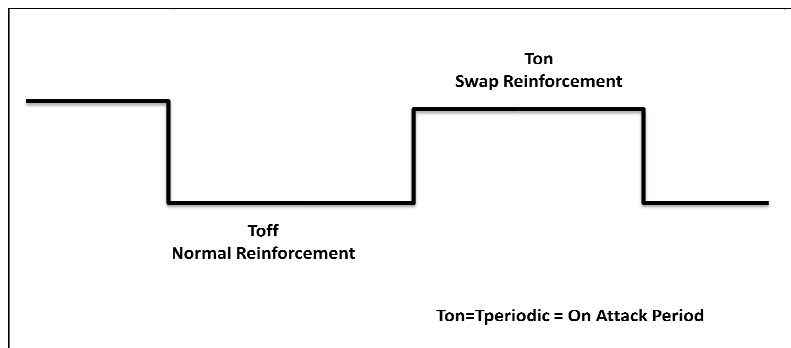 Ton
Swap Reinforcement
Toff
Normal Reinforcement
Ton=Tperiodic = On Attack Period